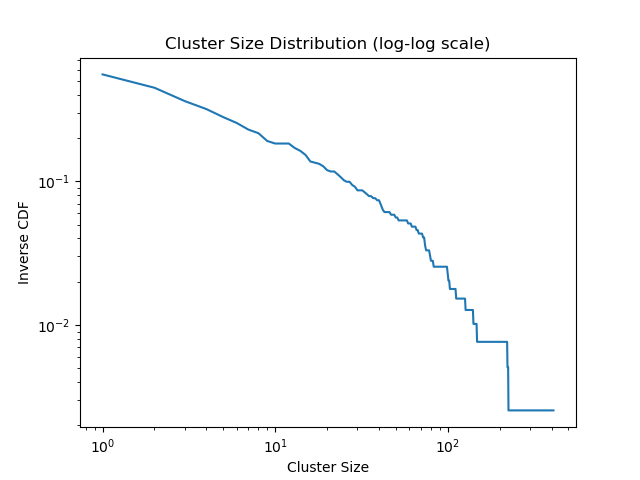 Cluster Size Distribution (log-log scale)
Inverse CDF
10⁻¹
10⁻²
10⁰
10¹
10²
Cluster Size